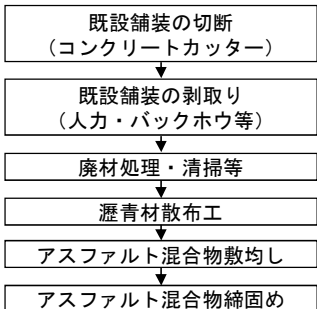 既設舗装の切断
（コンクリートカッター）
既設舗装の剥取り
（人力・バックホウ等）
廃材処理・清掃等
瀝青材散布工
アスファルト混合物敷均し
アスファルト混合物締固め